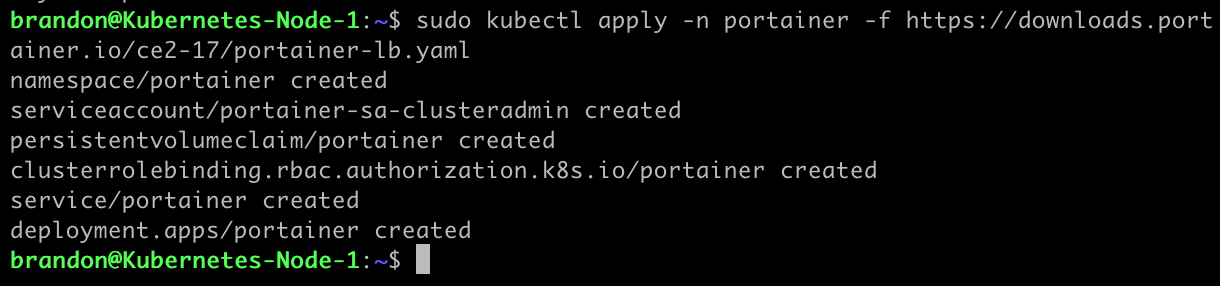 brandon@Kubernetes-Node-1:~$ sudo kubectl apply -n portainer -f https://downloads.port
ainer.io/ce2-17/portainer-lb.yaml
namespace/portainer created
serviceaccount/portainer-sa-clusteradmin created
persistentvolumeclaim/portainer created
clusterrolebinding.rbac.authorization.k8s.io/portainer created
service/portainer created
deployment.apps/portainer created
brandon@Kubernetes-Node-1:~$